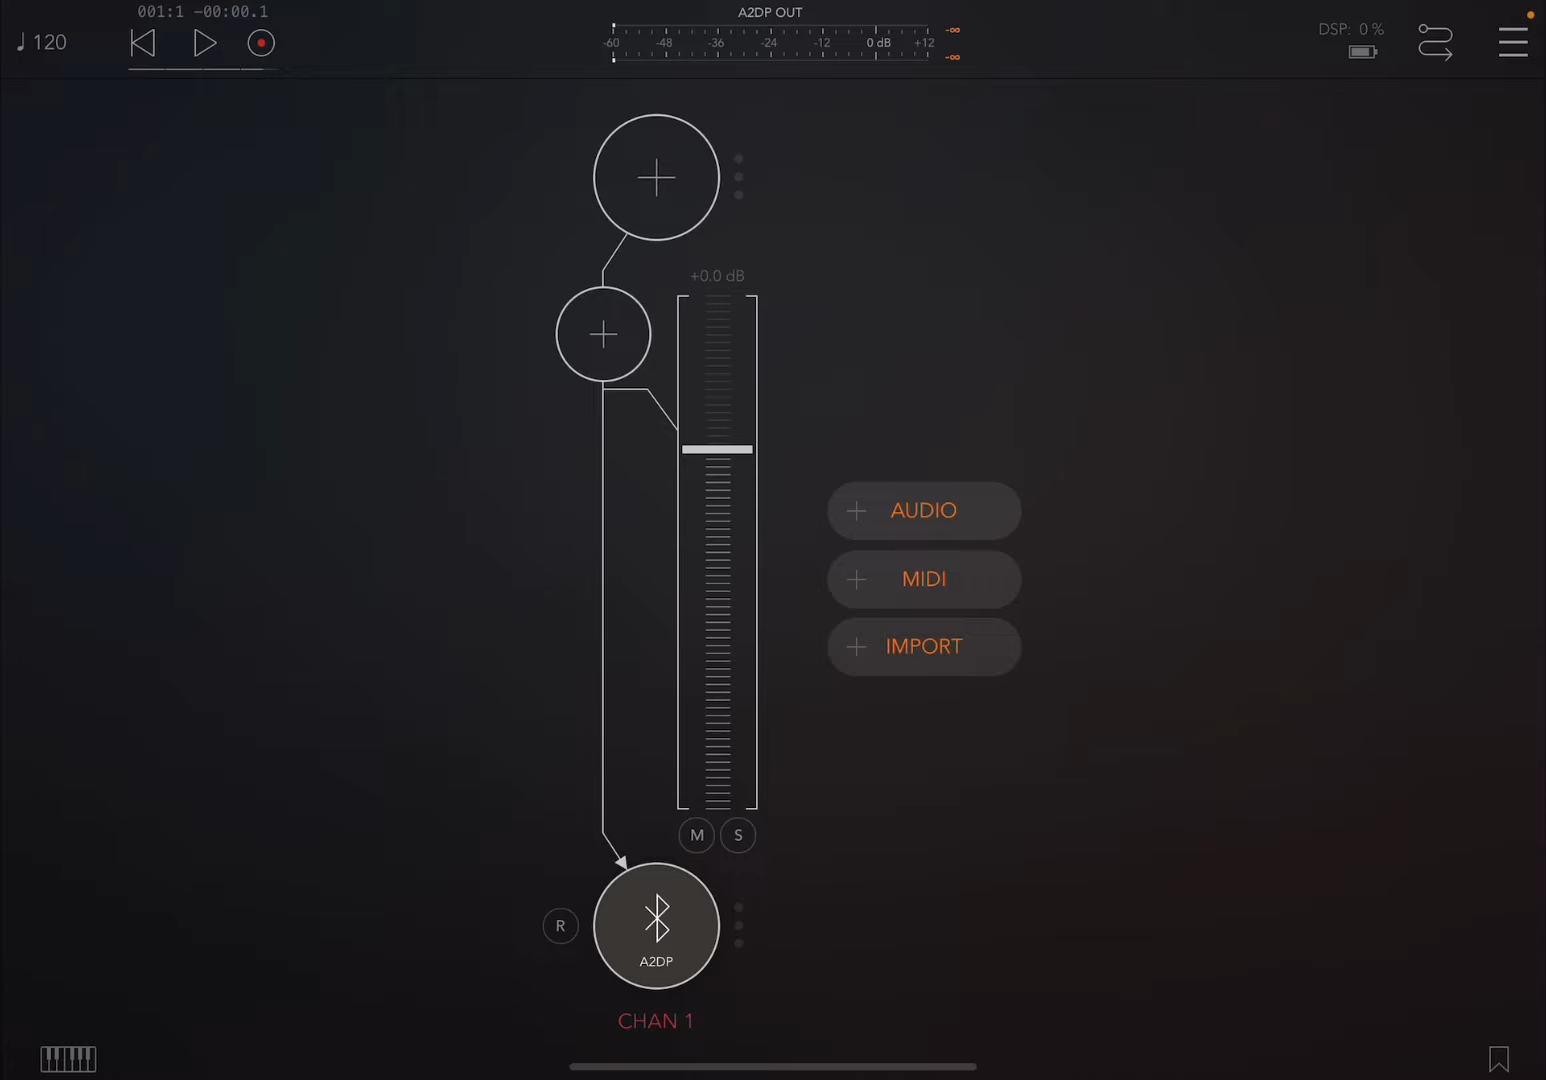 001:1 -00:00.1
A2DP OUT
♩ 120
-60 -48 -36 -24 -12 0 dB +12
-∞
-∞
DSP: 0 %
+0.0 dB
AUDIO
MIDI
IMPORT
M S
R
A2DP
CHAN 1